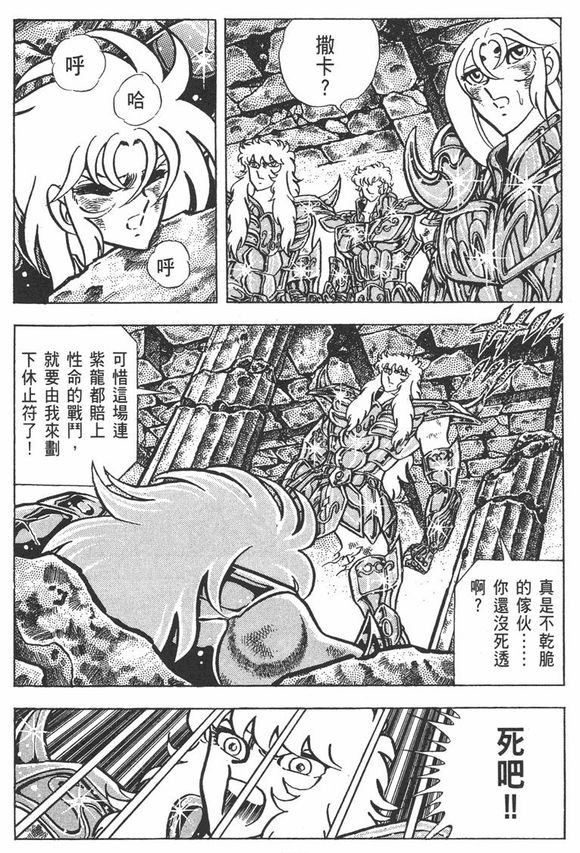 撒卡？
呼
哈
呼
真是不乾脆
的傢伙……
你還沒死透
啊？
可惜這場連
紫龍都賠上
性命的戰鬥，
就要由我來劃
下休止符了！
死吧!!